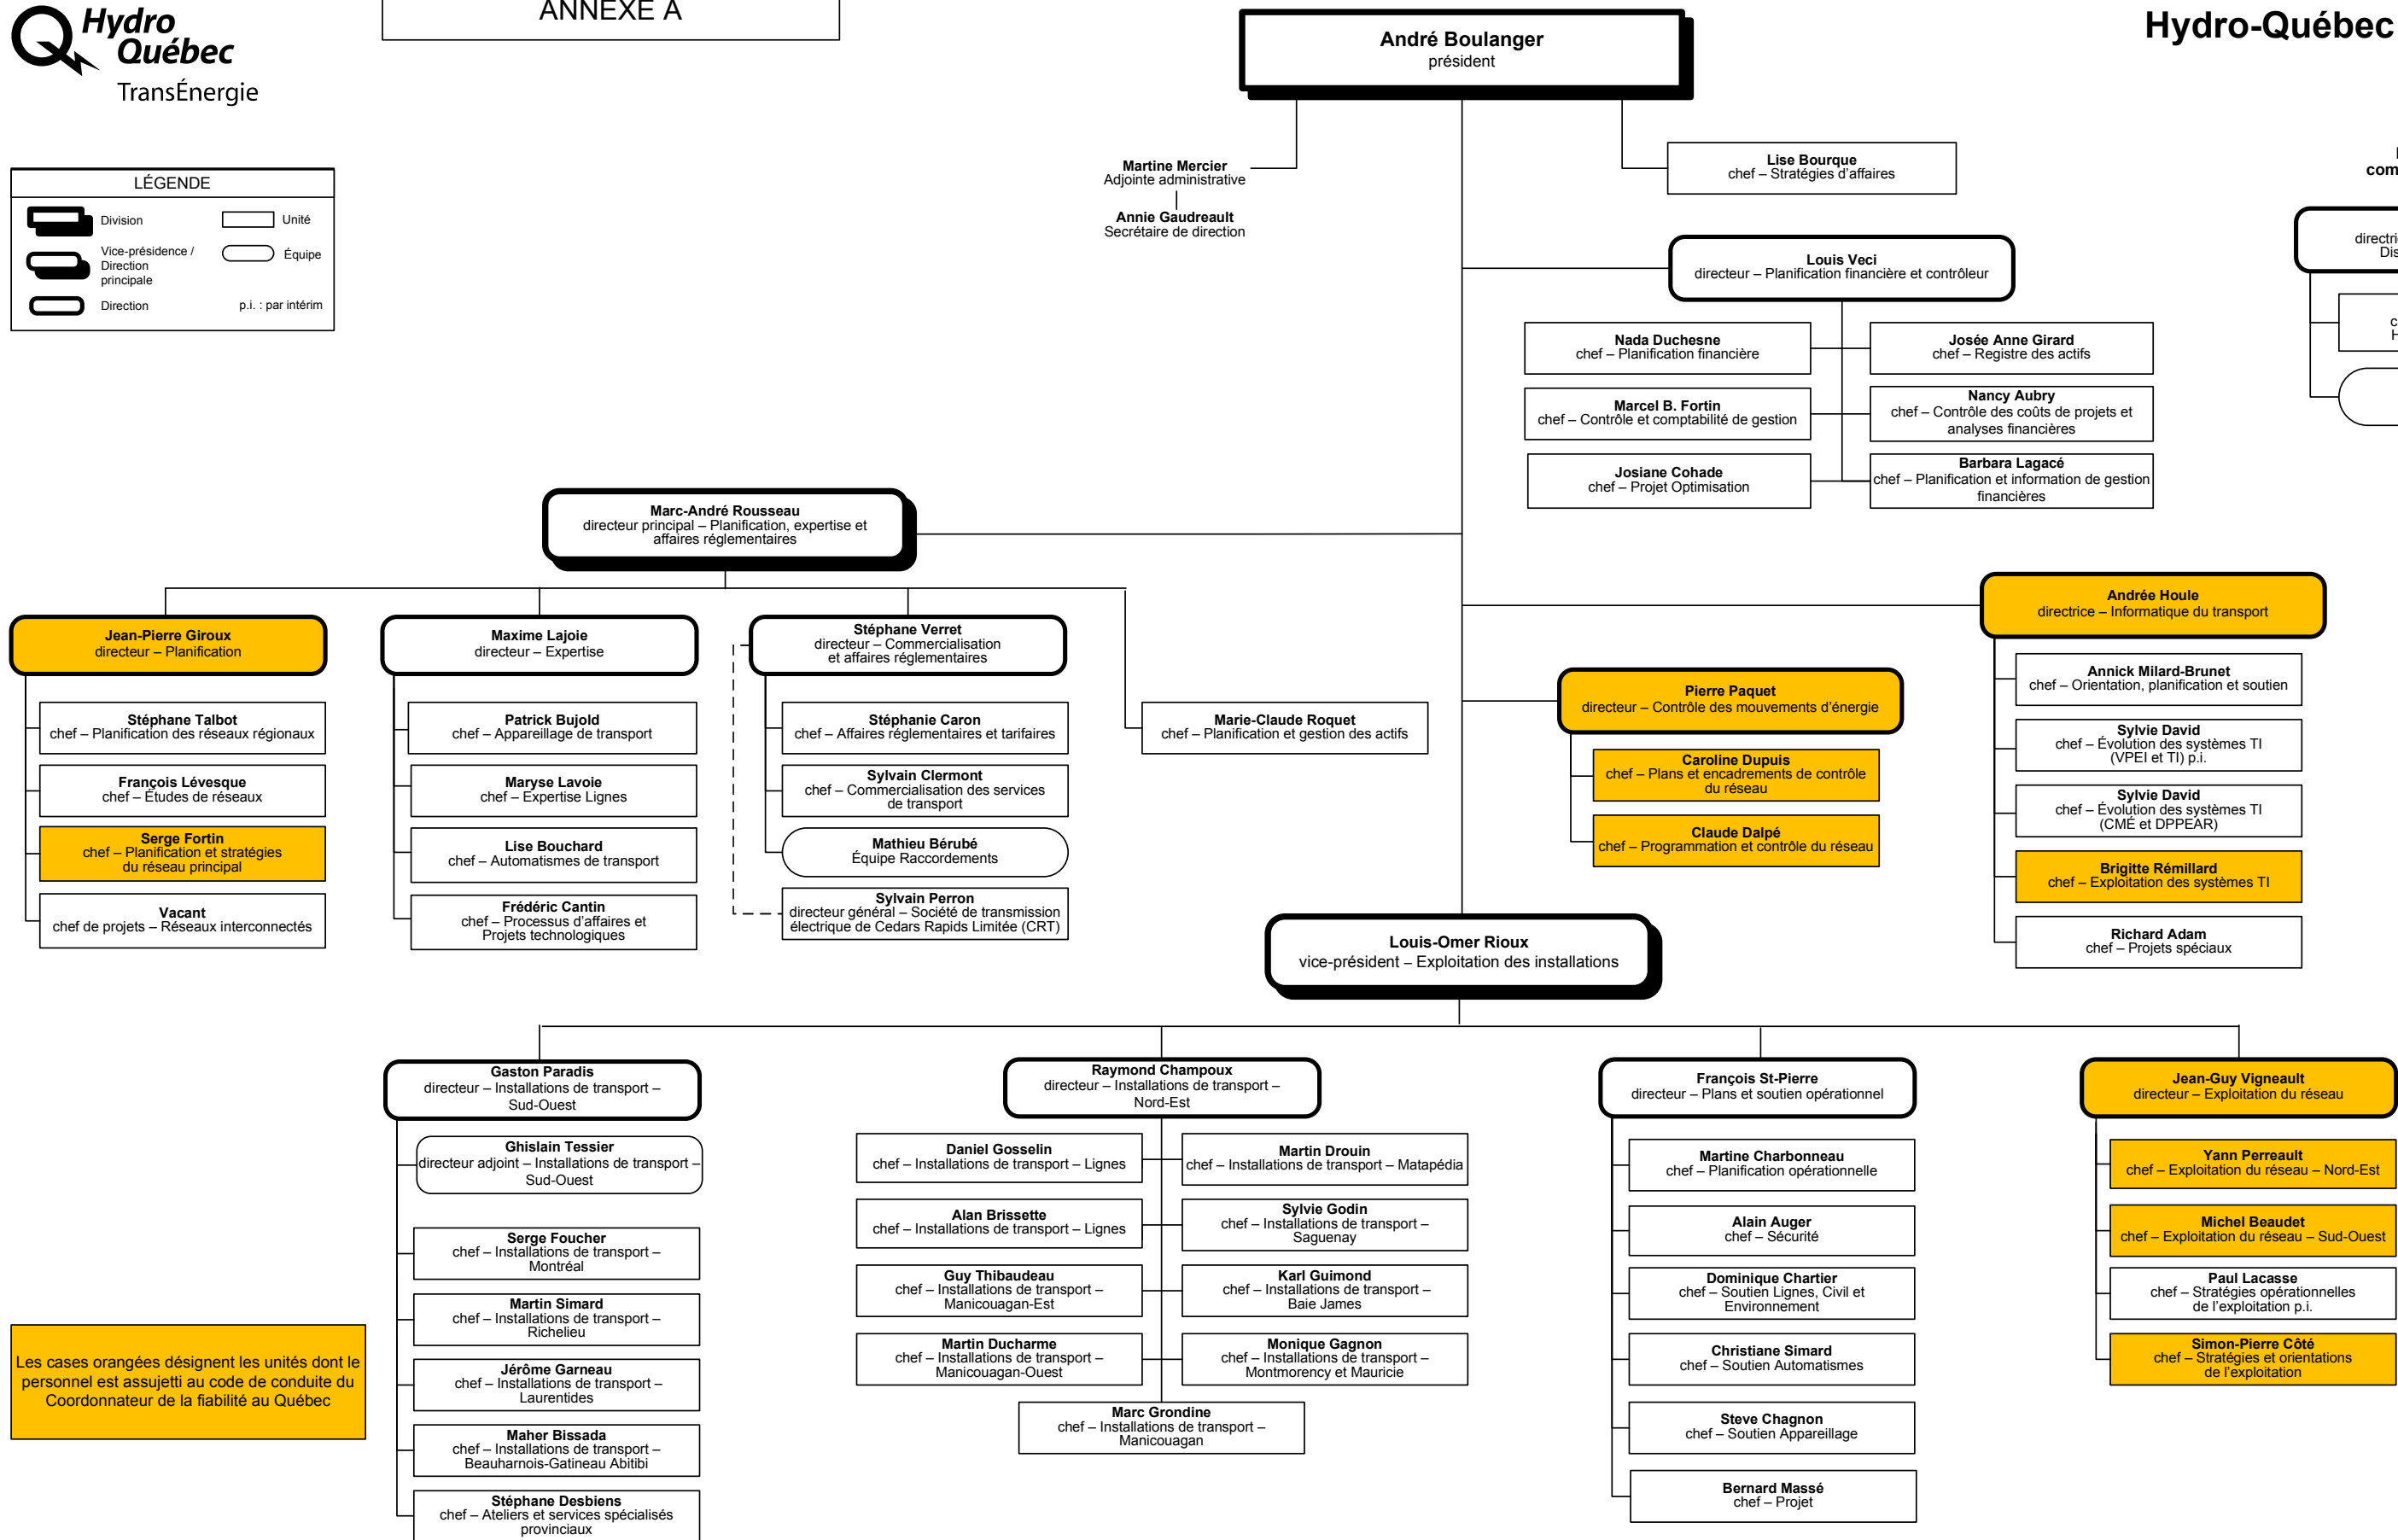 Hydro
Québec
TransÉnergie
ANNEXE A
Hydro-Québec
André Boulanger
président
Martine Mercier
Adjointe administrative
Annie Gaudreault
Secrétaire de direction
Lise Bourque
chef – Stratégies d'affaires
LÉGENDE
Division
Unité
Vice-présidence /
Direction
principale
Équipe
Direction
p.i. : par intérim
Louis Veci
directeur – Planification financière et contrôleur
Nada Duchesne
chef – Planification financière
Josée Anne Girard
chef – Registre des actifs
Marcel B. Fortin
chef – Contrôle et comptabilité de gestion
Nancy Aubry
chef – Contrôle des coûts de projets et
analyses financières
Josiane Cohade
chef – Projet Optimisation
Barbara Lagacé
chef – Planification et information de gestion
financières
Marc-André Rousseau
directeur principal – Planification, expertise et
affaires réglementaires
Jean-Pierre Giroux
directeur – Planification
Stéphane Talbot
chef – Planification des réseaux régionaux
François Lévesque
chef – Études de réseaux
Serge Fortin
chef – Planification et stratégies
du réseau principal
Vacant
chef de projets – Réseaux interconnectés
Maxime Lajoie
directeur – Expertise
Patrick Bujold
chef – Appareillage de transport
Maryse Lavoie
chef – Expertise Lignes
Lise Bouchard
chef – Automatismes de transport
Frédéric Cantin
chef – Processus d'affaires et
Projets technologiques
Stéphane Verret
directeur – Commercialisation
et affaires réglementaires
Stéphanie Caron
chef – Affaires réglementaires et tarifaires
Sylvain Clermont
chef – Commercialisation des services
de transport
Mathieu Bérubé
Équipe Raccordements
Sylvain Perron
directeur général – Société de transmission
électrique de Cedars Rapids Limitée (CRT)
Marie-Claude Roquet
chef – Planification et gestion des actifs
Pierre Paquet
directeur – Contrôle des mouvements d'énergie
Caroline Dupuis
chef – Plans et encadrements de contrôle
du réseau
Claude Dalpé
chef – Programmation et contrôle du réseau
Andrée Houle
directrice – Informatique du transport
Annick Milard-Brunet
chef – Orientation, planification et soutien
Sylvie David
chef – Évolution des systèmes TI
(VPEI et TI) p.i.
Sylvie David
chef – Évolution des systèmes TI
(CMÉ et DPPEAR)
Brigitte Rémillard
chef – Exploitation des systèmes TI
Richard Adam
chef – Projets spéciaux
Louis-Omer Rioux
vice-président – Exploitation des installations
Gaston Paradis
directeur – Installations de transport –
Sud-Ouest
Ghislain Tessier
directeur adjoint – Installations de transport –
Sud-Ouest
Serge Foucher
chef – Installations de transport –
Montréal
Martin Simard
chef – Installations de transport –
Richelieu
Jérôme Garneau
chef – Installations de transport –
Laurentides
Maher Bissada
chef – Installations de transport –
Beauharnois-Gatineau Abitibi
Stéphane Desbiens
chef – Ateliers et services spécialisés
provinciaux
Raymond Champoux
directeur – Installations de transport –
Nord-Est
Daniel Gosselin
chef – Installations de transport – Lignes
Martin Drouin
chef – Installations de transport – Matapédia
Alan Brissette
chef – Installations de transport – Lignes
Sylvie Godin
chef – Installations de transport –
Saguenay
Guy Thibaudeau
chef – Installations de transport –
Manicouagan-Est
Karl Guimond
chef – Installations de transport –
Baie James
Martin Ducharme
chef – Installations de transport –
Manicouagan-Ouest
Monique Gagnon
chef – Installations de transport –
Montmorency et Mauricie
Marc Grondine
chef – Installations de transport –
Manicouagan
François St-Pierre
directeur – Plans et soutien opérationnel
Martine Charbonneau
chef – Planification opérationnelle
Alain Auger
chef – Sécurité
Dominique Chartier
chef – Soutien Lignes, Civil et
Environnement
Christiane Simard
chef – Soutien Automatismes
Steve Chagnon
chef – Soutien Appareillage
Bernard Massé
chef – Projet
Jean-Guy Vigneault
directeur – Exploitation du réseau
Yann Perreault
chef – Exploitation du réseau – Nord-Est
Michel Beaudet
chef – Exploitation du réseau – Sud-Ouest
Paul Lacasse
chef – Stratégies opérationnelles
de l'exploitation p.i.
Simon-Pierre Côté
chef – Stratégies et orientations
de l'exploitation
Les cases orangées désignent les unités dont le
personnel est assujetti au code de conduite du
Coordonnateur de la fiabilité au Québec